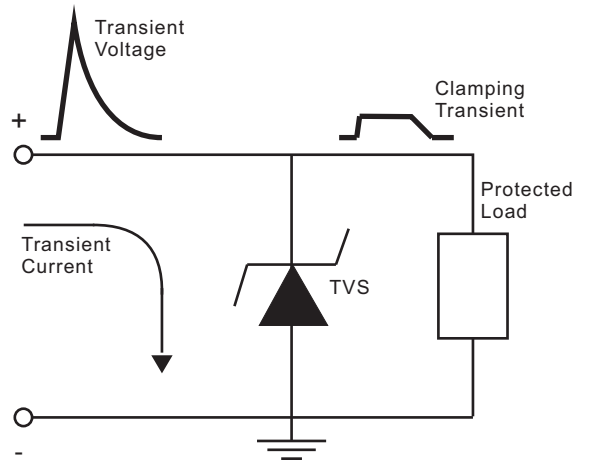 Transient
Voltage
Clamping
Transient
+
Protected
Load
Transient
Current
TVS
-